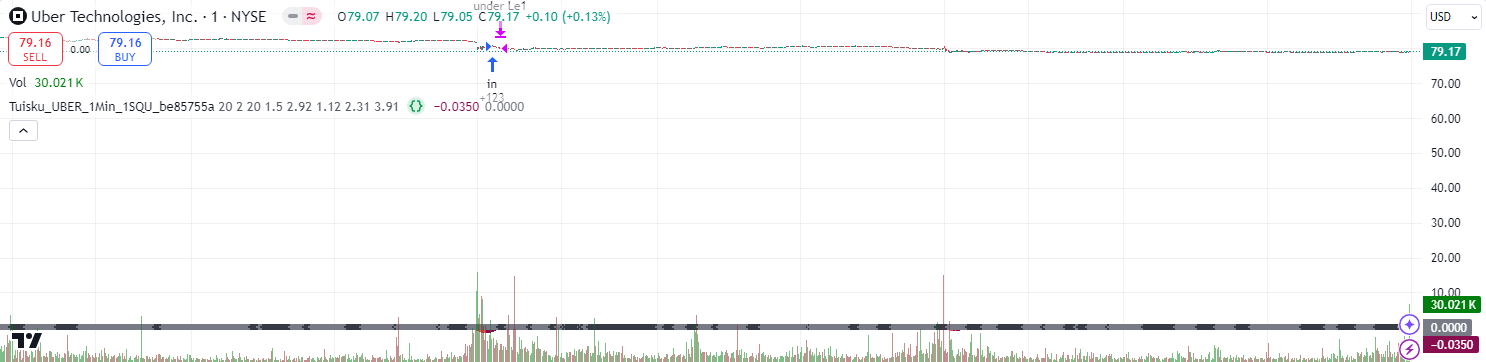 under Le1
Uber Technologies, Inc. · 1 · NYSE O79.07 H79.20 L79.05 C79.17 +0.10 (+0.13%)
USD
79.16 SELL
0.00
79.16 BUY
79.17
Vol 30.021 K
in
+123
Tuisku_UBER_1Min_1SQU_be85755a 20 2 20 1.5 2.92 1.12 2.31 3.91 {} −0.0350 0.0000
70.00
60.00
50.00
40.00
30.00
20.00
10.00
30.021 K
0.0000
−0.0350